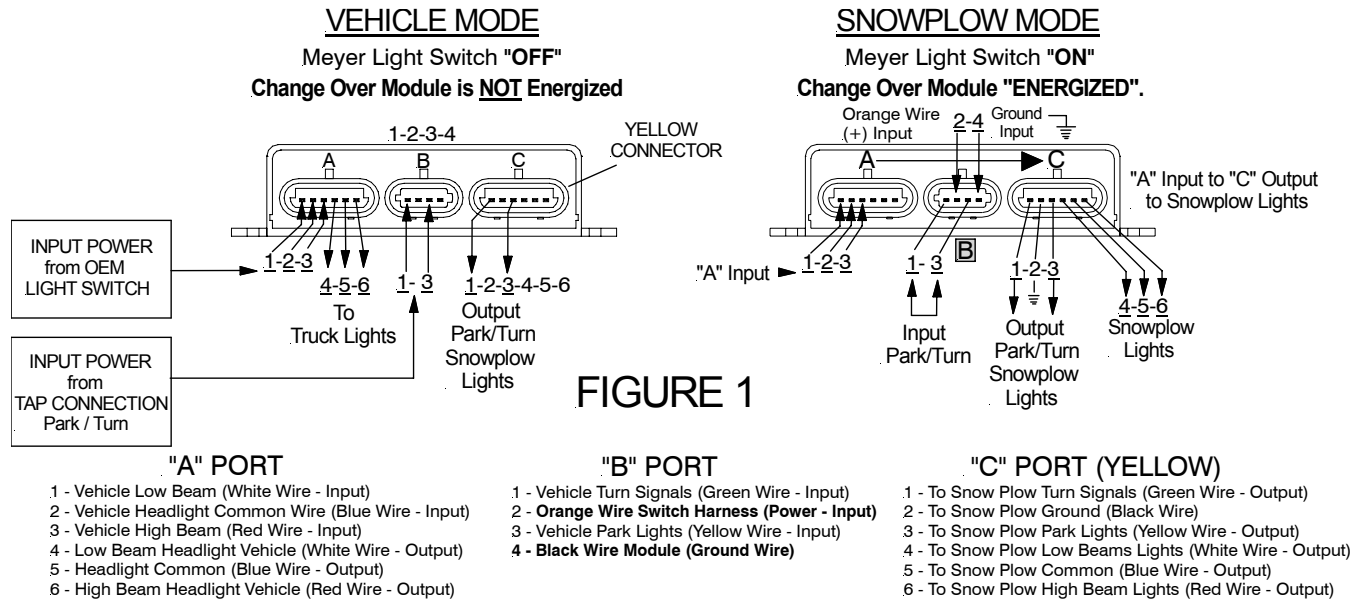 VEHICLE MODE
Meyer Light Switch "OFF"
Change Over Module is NOT Energized
1-2-3-4
A
B
C
YELLOW
CONNECTOR
INPUT POWER
from OEM
LIGHT SWITCH
1-2-3
4-5-6
To
Truck Lights
1- 3
1-2-3-4-5-6
Output
Park/Turn
Snowplow
Lights
INPUT POWER
from
TAP CONNECTION
Park / Turn
SNOWPLOW MODE
Meyer Light Switch "ON"
Change Over Module "ENERGIZED".
Orange Wire
(+) Input
2-4
Ground
Input
A
C
"A" Input to "C" Output
to Snowplow Lights
B
"A" Input
1-2-3
1- 3
Input
Park/Turn
1-2-3
Output
Park/Turn
Snowplow
Lights
4-5-6
Snowplow
Lights
FIGURE 1
"A" PORT
1 - Vehicle Low Beam (White Wire - Input)
2 - Vehicle Headlight Common Wire (Blue Wire - Input)
3 - Vehicle High Beam (Red Wire - Input)
4 - Low Beam Headlight Vehicle (White Wire - Output)
5 - Headlight Common (Blue Wire - Output)
6 - High Beam Headlight Vehicle (Red Wire - Output)
"B" PORT
1 - Vehicle Turn Signals (Green Wire - Input)
2 - Orange Wire Switch Harness (Power - Input)
3 - Vehicle Park Lights (Yellow Wire - Input)
4 - Black Wire Module (Ground Wire)
"C" PORT (YELLOW)
1 - To Snow Plow Turn Signals (Green Wire - Output)
2 - To Snow Plow Ground (Black Wire)
3 - To Snow Plow Park Lights (Yellow Wire - Output)
4 - To Snow Plow Low Beams Lights (White Wire - Output)
5 - To Snow Plow Common (Blue Wire - Output)
6 - To Snow Plow High Beam Lights (Red Wire - Output)